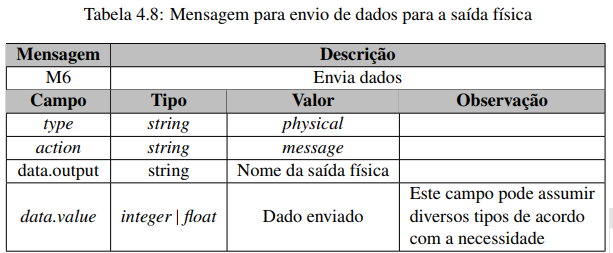 Tabela 4.8: Mensagem para envio de dados para a saída física
Mensagem Descrição
M6 Envia dados
Campo Tipo Valor Observação
type string physical
action string message
data.output string Nome da saída física
data.value integer | float Dado enviado Este campo pode assumir
diversos tipos de acordo
com a necessidade